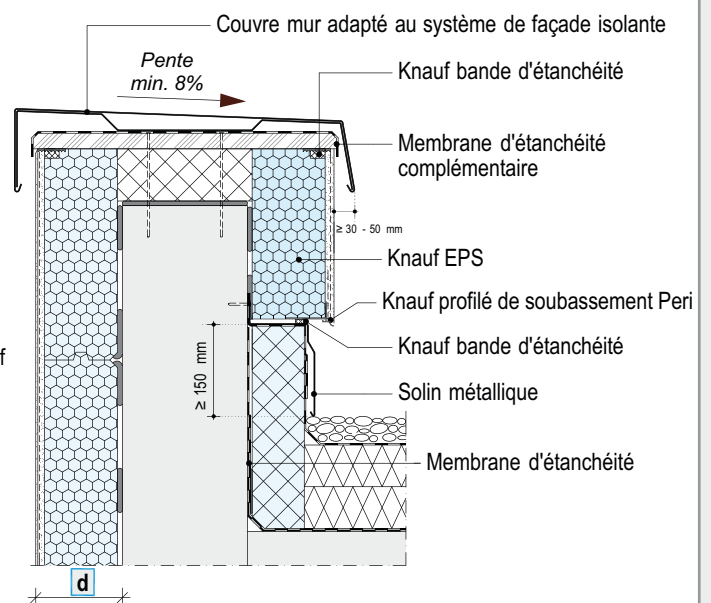 Couvre mur adapté au système de façade isolante
Pente
min. 8%
Knauf bande d'étanchéité
Membrane d'étanchéité
complémentaire
≥ 30 - 50 mm
Knauf EPS
Knauf profilé de soubassement Peri
Knauf bande d'étanchéité
f
≥ 150 mm
Solin métallique
Membrane d'étanchéité
d